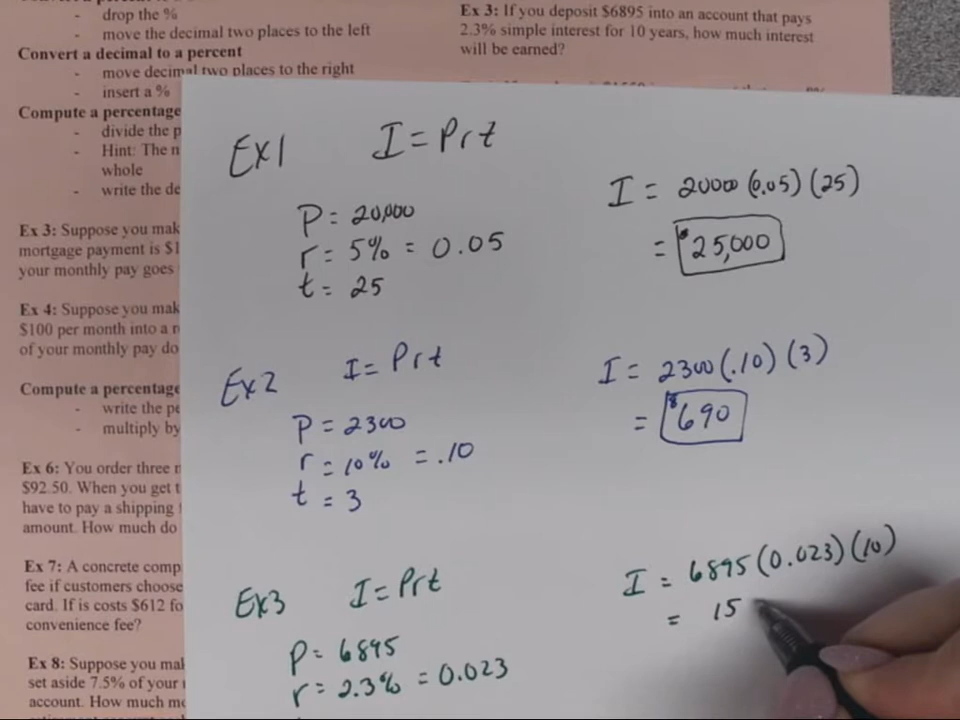 - drop the %
- move the decimal two places to the left
Convert a decimal to a percent
- move decimal two places to the right
- insert a %
Compute a percentage
- divide the p
- Hint: The n
whole
- write the de
Ex 3: Suppose you mak
mortgage payment is $1
your monthly pay goes
Ex 4: Suppose you mak
$100 per month into a r
of your monthly pay do
Compute a percentage
- write the pe
- multiply by
Ex 6: You order three
$92.50. When you get t
have to pay a shipping
amount. How much do
Ex 7: A concrete comp
fee if customers choose
card. If is costs $612 fo
convenience fee?
Ex 8: Suppose you mal
set aside 7.5% of your
account. How much
Ex 3: If you deposit $6895 into an account that pays
2.3% simple interest for 10 years, how much interest
will be earned?
Ex1 I = Prt
P = 20,000
r = 5% = 0.05
t = 25
I = 20000 (0.05) (25)
= $25,000
Ex2 I = Prt
P = 2300
r = 10% = .10
t = 3
I = 2300 (.10) (3)
= $690
Ex3 I = Prt
P = 6895
r = 2.3% = 0.023
I = 6895 (0.023) (10)
= 15